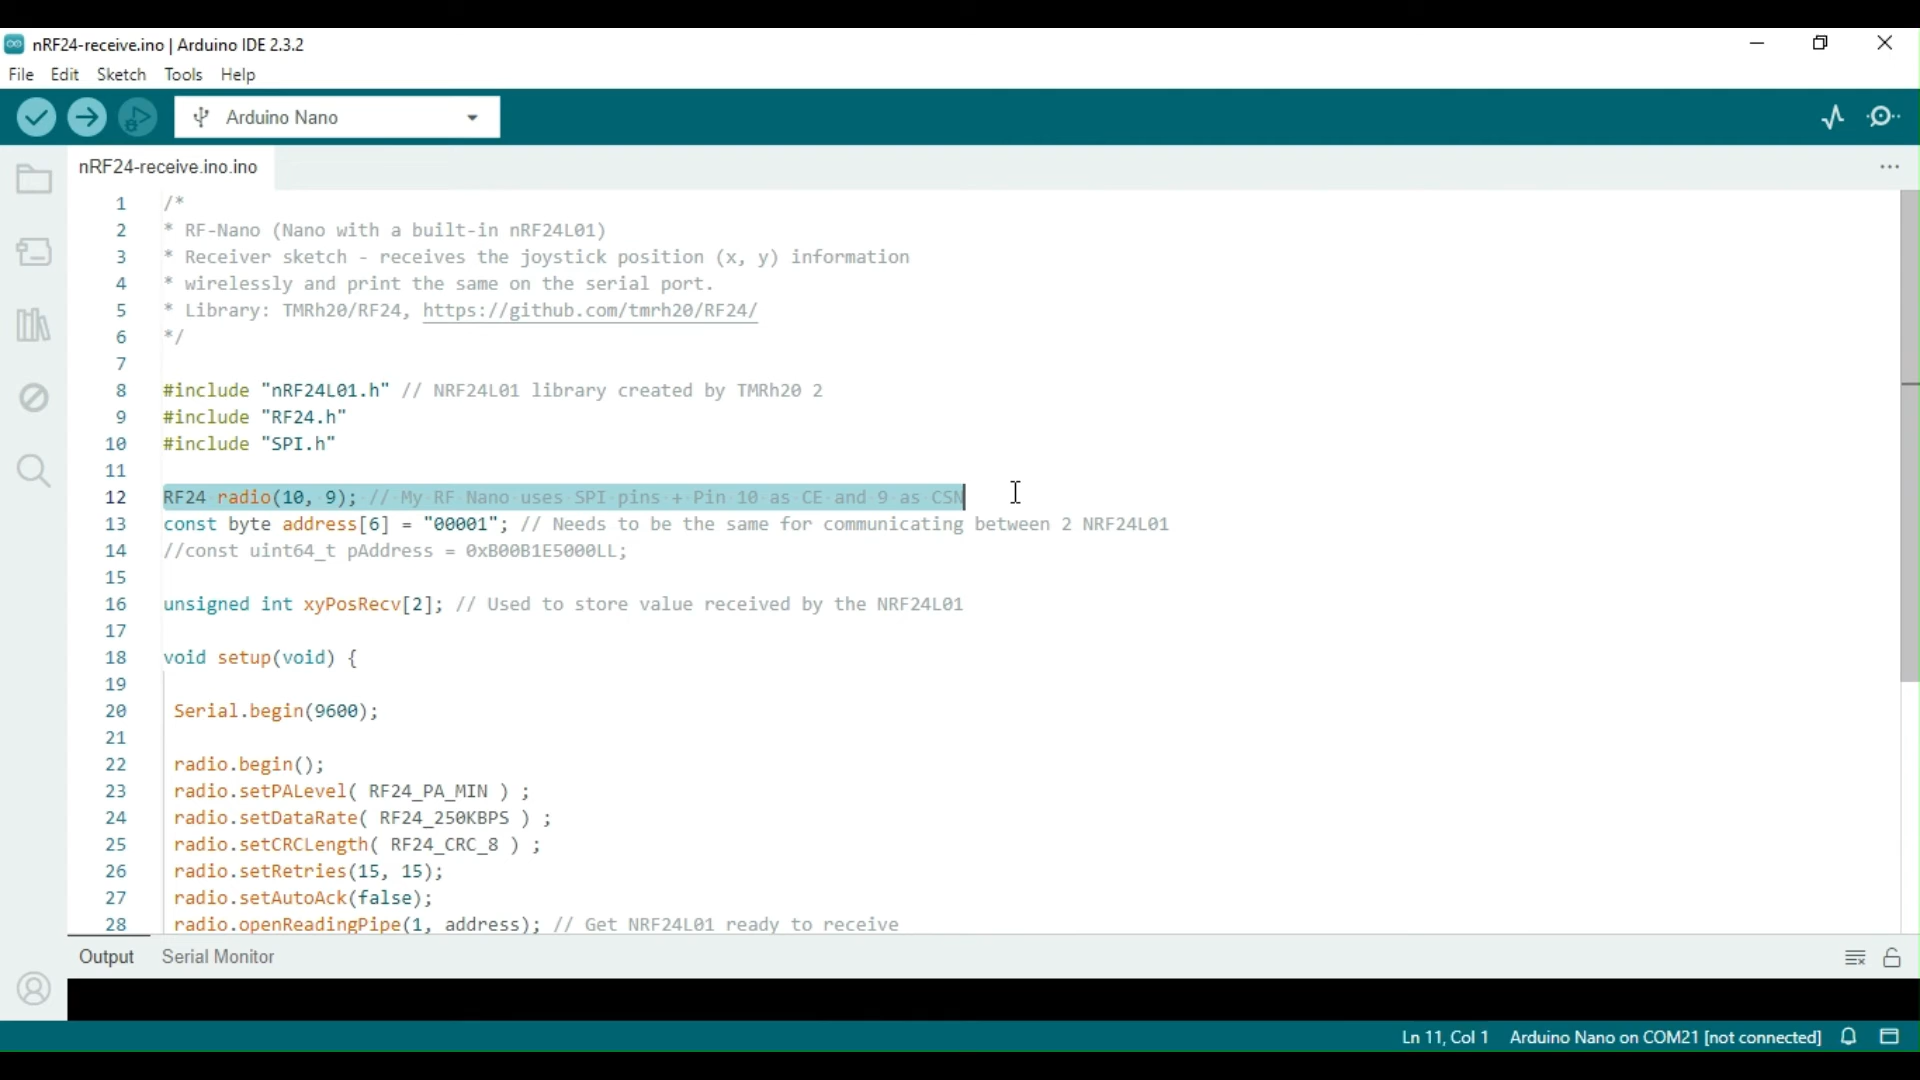 nRF24-receive.ino | Arduino IDE 2.3.2
File Edit Sketch Tools Help
Arduino Nano
nRF24-receive.ino.ino
1 /*
2 * RF-Nano (Nano with a built-in nRF24L01)
3 * Receiver sketch - receives the joystick position (x, y) information
4 * wirelessly and print the same on the serial port.
5 * Library: TMRh20/RF24, https://github.com/tmrh20/RF24/
6 */
7
8 #include "nRF24L01.h" // NRF24L01 library created by TMRh20 2
9 #include "RF24.h"
10 #include "SPI.h"
11
12 RF24 radio(10, 9); // My RF Nano uses SPI pins + Pin 10 as CE and 9 as CSN
13 const byte address[6] = "00001"; // Needs to be the same for communicating between 2 NRF24L01
14 //const uint64_t pAddress = 0xB00B1E5000LL;
15
16 unsigned int xyPosRecv[2]; // Used to store value received by the NRF24L01
17
18 void setup(void) {
19
20 Serial.begin(9600);
21
22 radio.begin();
23 radio.setPALevel( RF24_PA_MIN ) ;
24 radio.setDataRate( RF24_250KBPS ) ;
25 radio.setCRCLength( RF24_CRC_8 ) ;
26 radio.setRetries(15, 15);
27 radio.setAutoAck(false);
28 radio.openReadingPipe(1, address); // Get NRF24L01 ready to receive
Output Serial Monitor
Ln 11, Col 1 Arduino Nano on COM21 [not connected]